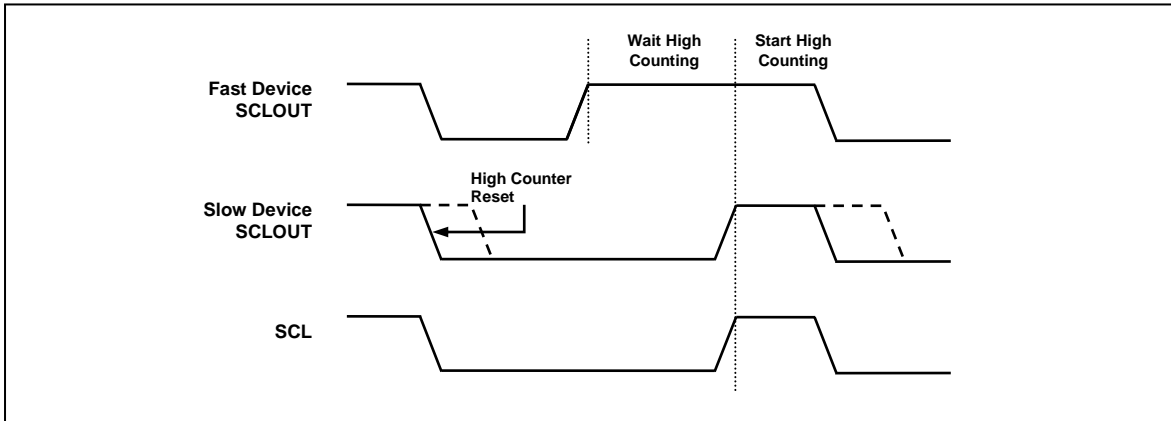 Wait High
Counting
Start High
Counting
Fast Device
SCLOUT
High Counter
Reset
Slow Device
SCLOUT
SCL